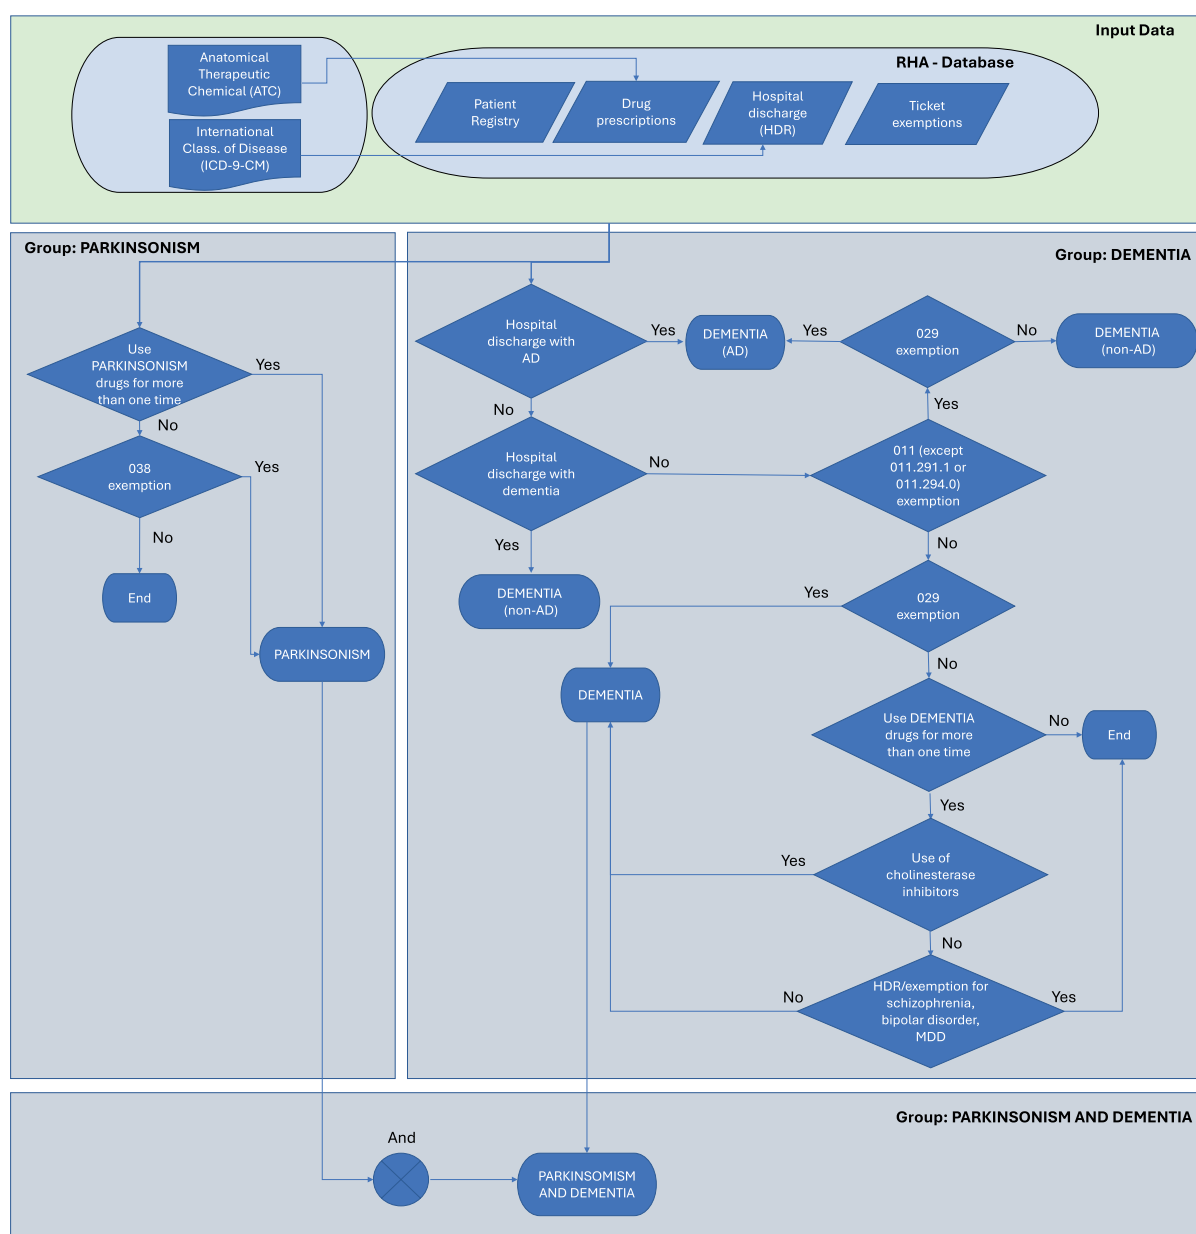 Input Data
Anatomical
Therapeutic
Chemical (ATC)
International
Class. of Disease
(ICD-9-CM)
RHA - Database
Patient
Registry
Drug
prescriptions
Hospital
discharge
(HDR)
Ticket
exemptions
Group: PARKINSONISM
Use
PARKINSONISM
drugs for more
than one time
Yes
No
038
exemption
Yes
No
End
PARKINSONISM
Group: DEMENTIA
Hospital
discharge with
AD
Yes
DEMENTIA
(AD)
Yes
029
exemption
No
DEMENTIA
(non-AD)
No
Yes
Hospital
discharge with
dementia
No
011 (except
011.291.1 or
011.294.0)
exemption
Yes
No
DEMENTIA
(non-AD)
029
exemption
Yes
No
DEMENTIA
Use DEMENTIA
drugs for more
than one time
No
End
Yes
Use of
cholinesterase
inhibitors
Yes
No
HDR/exemption for
schizophrenia,
bipolar disorder,
MDD
No
Yes
Group: PARKINSONISM AND DEMENTIA
And
PARKINSOMISM
AND DEMENTIA